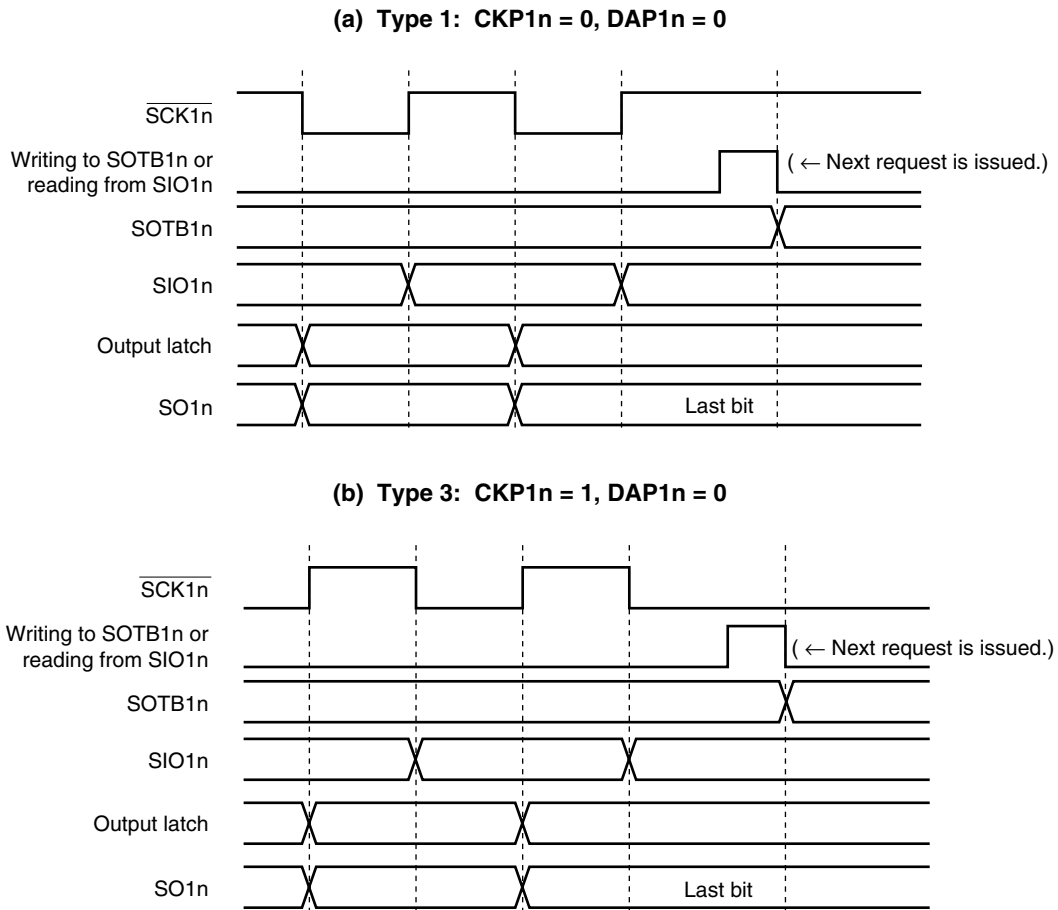 (a) Type 1: CKP1n = 0, DAP1n = 0
SCK1n
Writing to SOTB1n or
reading from SIO1n
( ← Next request is issued.)
SOTB1n
SIO1n
Output latch
SO1n
Last bit
(b) Type 3: CKP1n = 1, DAP1n = 0
SCK1n
Writing to SOTB1n or
reading from SIO1n
( ← Next request is issued.)
SOTB1n
SIO1n
Output latch
SO1n
Last bit